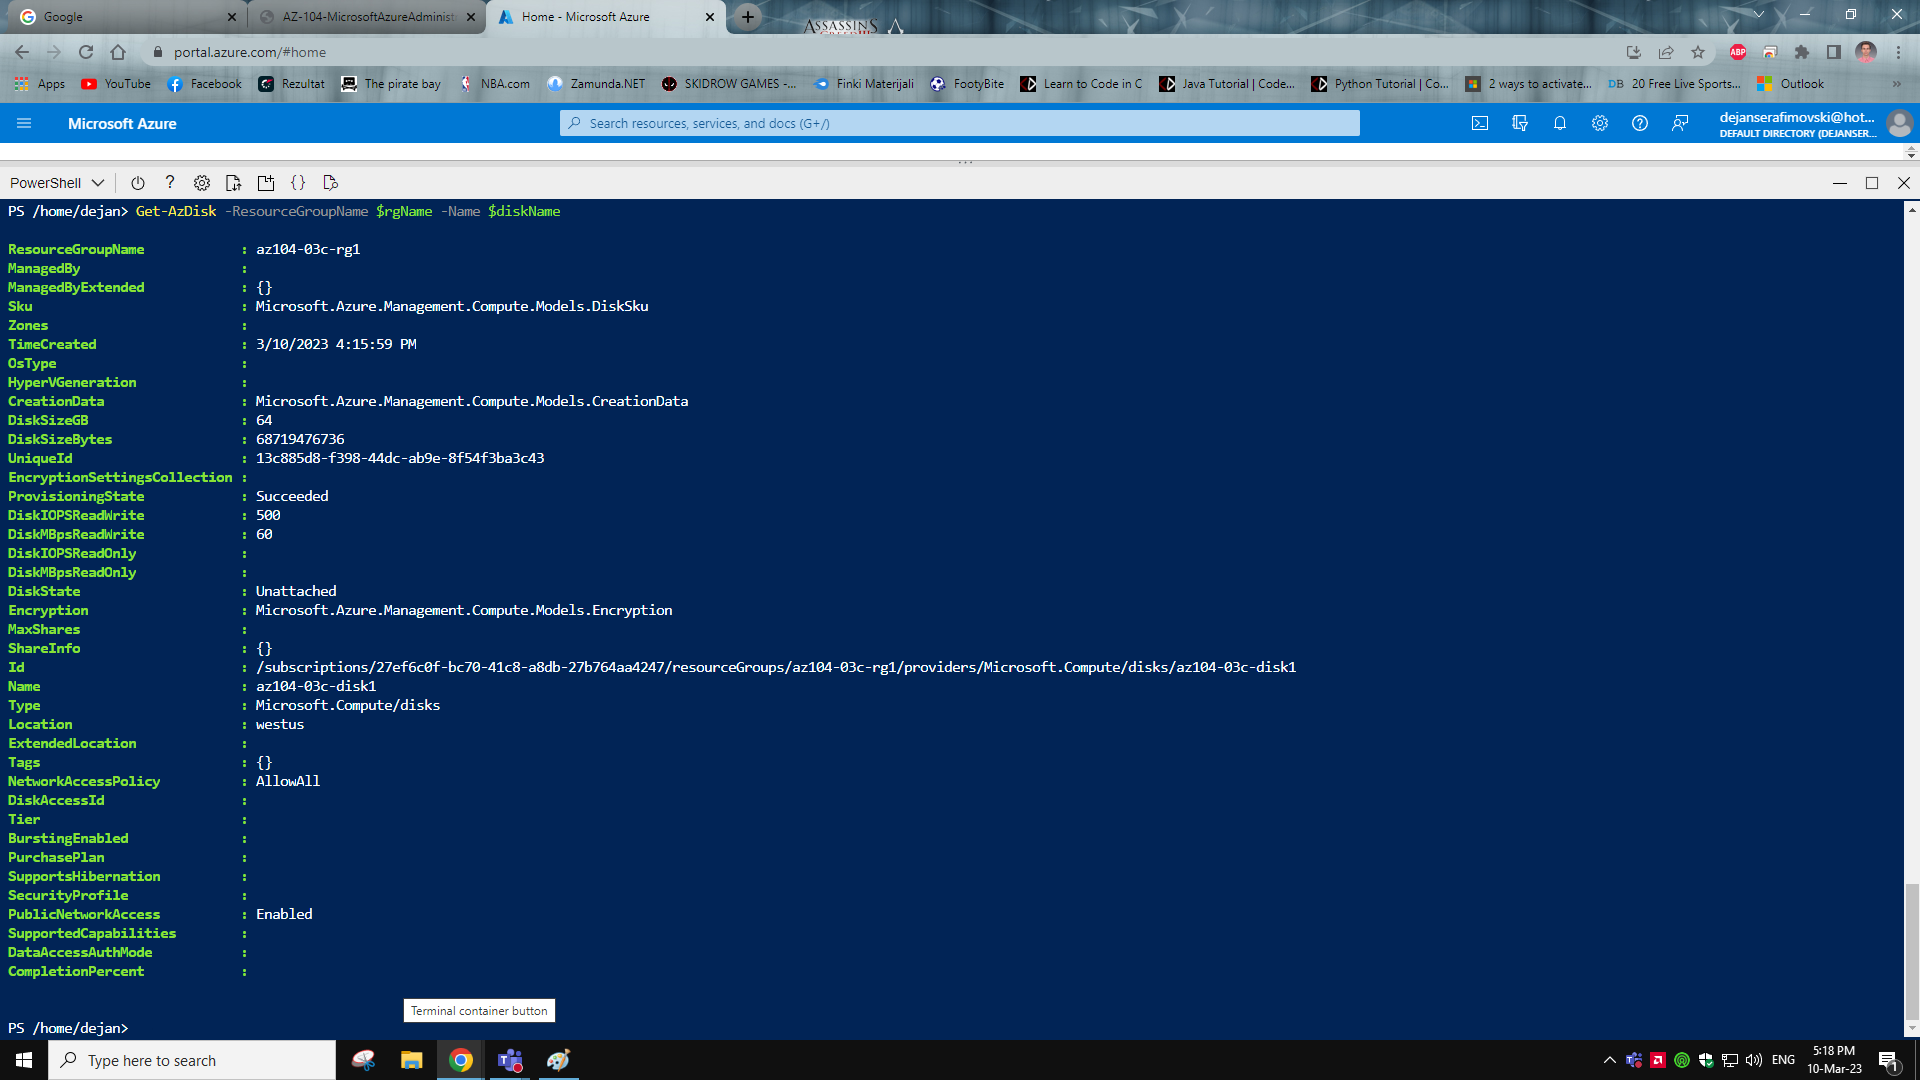 Google
AZ-104-MicrosoftAzureAdminist
Home - Microsoft Azure
ASSASSINS
portal.azure.com/#home
ABP
Apps
YouTube
Facebook
Rezultat
The pirate bay
NBA.com
Zamunda.NET
SKIDROW GAMES -...
Finki Materijali
FootyBite
Learn to Code in C
Java Tutorial | Code...
Python Tutorial | Co...
2 ways to activate...
DB 20 Free Live Sports...
Outlook
»
Microsoft Azure
Search resources, services, and docs (G+/)
dejanserafimovski@hot...
DEFAULT DIRECTORY (DEJANSER...
PowerShell
PS /home/dejan> Get-AzDisk -ResourceGroupName $rgName -Name $diskName
ResourceGroupName : az104-03c-rg1
ManagedBy :
ManagedByExtended : {}
Sku : Microsoft.Azure.Management.Compute.Models.DiskSku
Zones :
TimeCreated : 3/10/2023 4:15:59 PM
OsType :
HyperVGeneration :
CreationData : Microsoft.Azure.Management.Compute.Models.CreationData
DiskSizeGB : 64
DiskSizeBytes : 68719476736
UniqueId : 13c885d8-f398-44dc-ab9e-8f54f3ba3c43
EncryptionSettingsCollection :
ProvisioningState : Succeeded
DiskIOPSReadWrite : 500
DiskMBpsReadWrite : 60
DiskIOPSReadOnly :
DiskMBpsReadOnly :
DiskState : Unattached
Encryption : Microsoft.Azure.Management.Compute.Models.Encryption
MaxShares :
ShareInfo : {}
Id : /subscriptions/27ef6c0f-bc70-41c8-a8db-27b764aa4247/resourceGroups/az104-03c-rg1/providers/Microsoft.Compute/disks/az104-03c-disk1
Name : az104-03c-disk1
Type : Microsoft.Compute/disks
Location : westus
ExtendedLocation :
Tags : {}
NetworkAccessPolicy : AllowAll
DiskAccessId :
Tier :
BurstingEnabled :
PurchasePlan :
SupportsHibernation :
SecurityProfile :
PublicNetworkAccess : Enabled
SupportedCapabilities :
DataAccessAuthMode :
CompletionPercent :
Terminal container button
PS /home/dejan>
Type here to search
ENG
5:18 PM
10-Mar-23
1